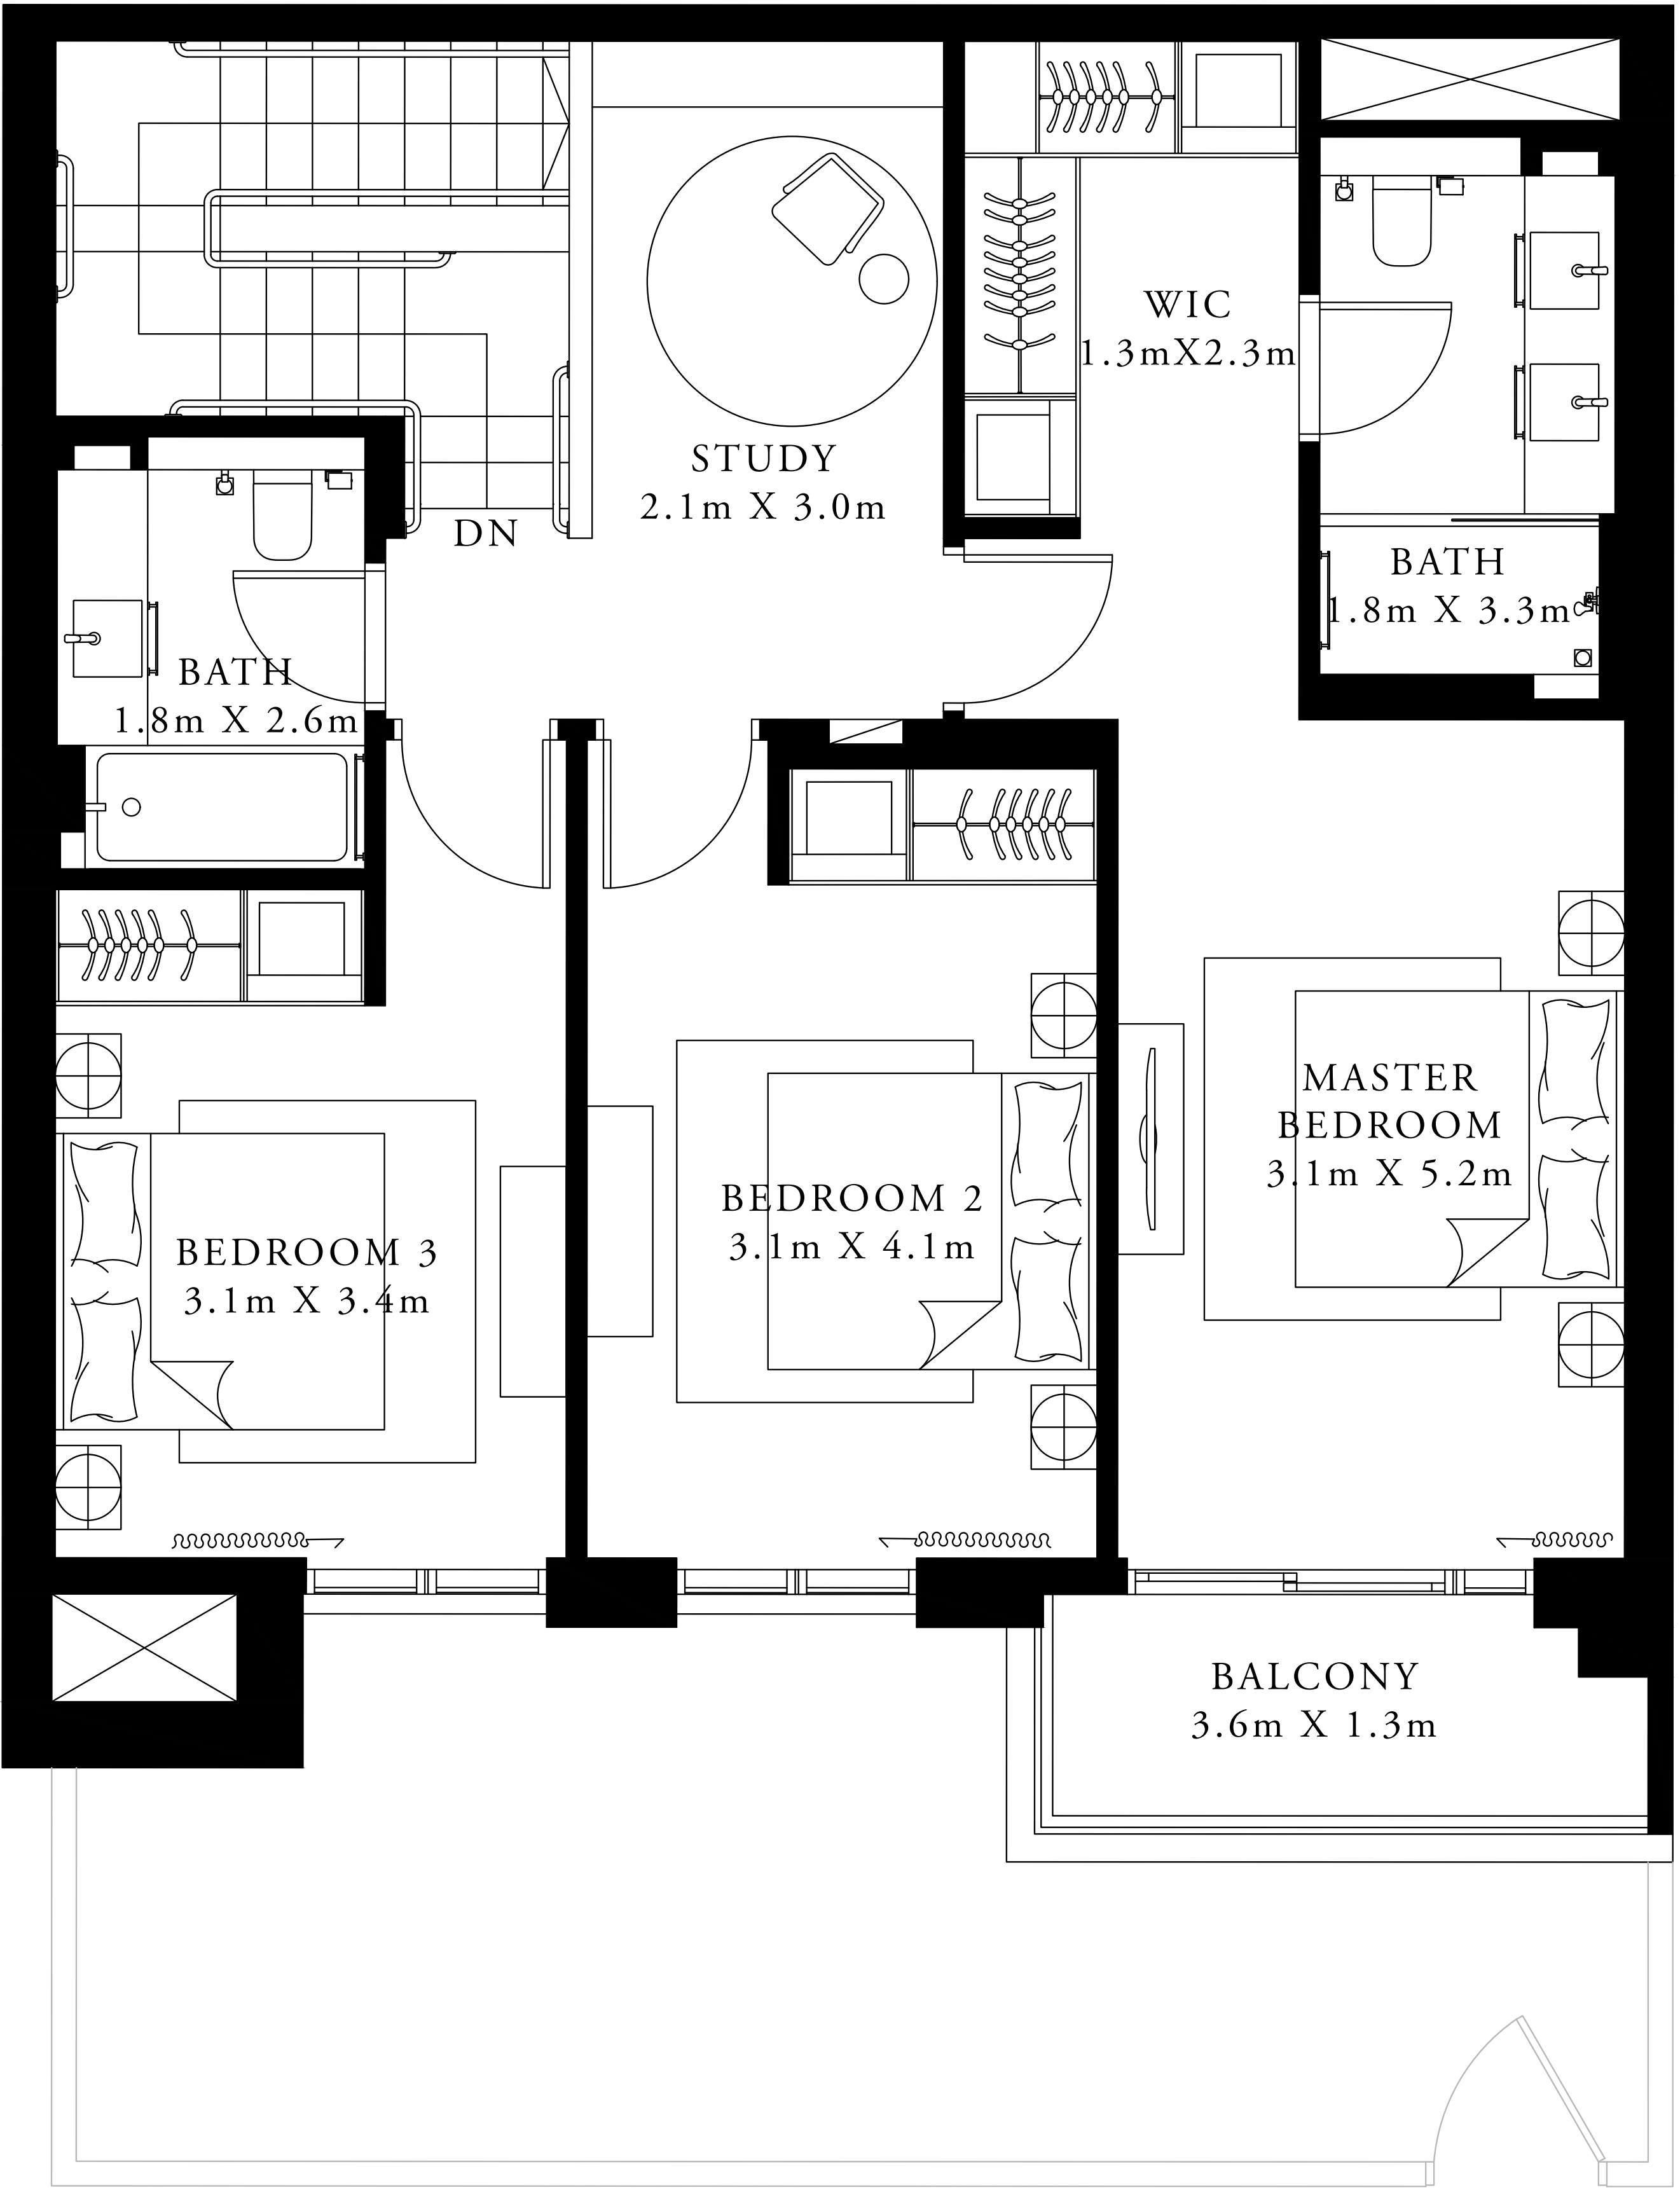 WIC
1.3mX2.3m
STUDY
2.1m X 3.0m
DN
BATH
1.8m X 3.3m
BATH
1.8m X 2.6m
MASTER
BEDROOM
3.1m X 5.2m
BEDROOM 2
3.1m X 4.1m
BEDROOM 3
3.1m X 3.4m
BALCONY
3.6m X 1.3m